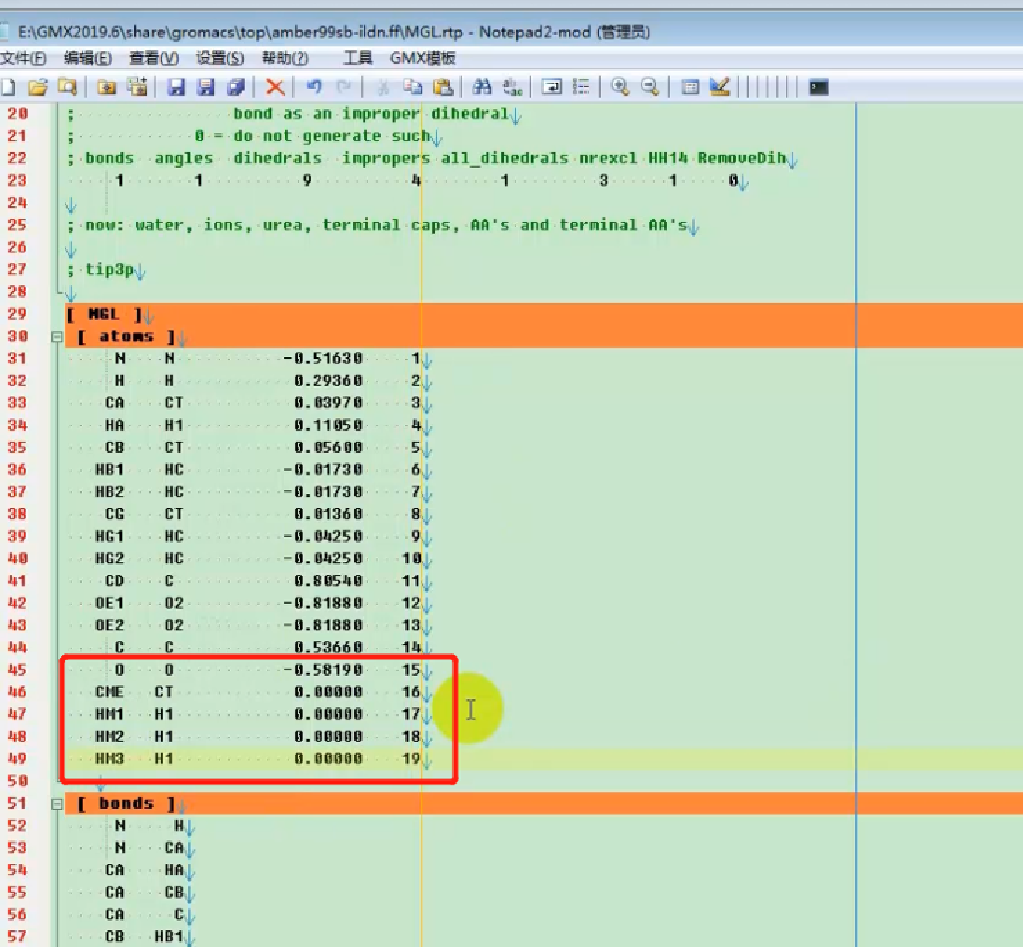 E:\GMX2019.6\share\gromacs\top\amber99sb-ildn.ff\MGL.rtp - Notepad2-mod (管理员)
文件(F) 编辑(E) 查看(V) 设置(S) 帮助(?) 工具 GMX模板
20 ; bond as an improper dihedral
21 ; 0 = do not generate such
22 ; bonds angles dihedrals impropers all_dihedrals nrexcl HH14 RemoveDih
23 1 1 9 4 1 3 1 0
24
25 ; now: water, ions, urea, terminal caps, AA's and terminal AA's
26
27 ; tip3p
28
29 [ MGL ]
30 [ atoms ]
31 N N -0.51630 1
32 H H 0.29360 2
33 CA CT 0.03970 3
34 HA H1 0.11050 4
35 CB CT 0.05600 5
36 HB1 HC -0.01730 6
37 HB2 HC -0.01730 7
38 CG CT 0.01360 8
39 HG1 HC -0.04250 9
40 HG2 HC -0.04250 10
41 CD C 0.80540 11
42 OE1 O2 -0.81880 12
43 OE2 O2 -0.81880 13
44 C C 0.53660 14
45 O O -0.58190 15
46 CME CT 0.00000 16
47 HM1 H1 0.00000 17
48 HM2 H1 0.00000 18
49 HM3 H1 0.00000 19
50
51 [ bonds ]
52 N H
53 N CA
54 CA HA
55 CA CB
56 CA C
57 CB HB1